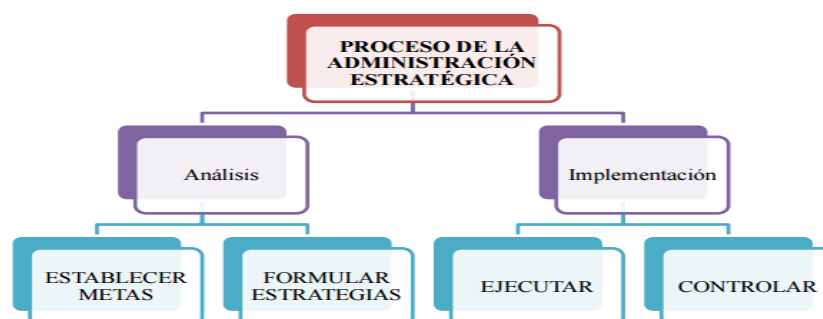 PROCESO DE LA
ADMINISTRACIÓN
ESTRATÉGICA
Análisis
Implementación
ESTABLECER
METAS
FORMULAR
ESTRATEGIAS
EJECUTAR
CONTROLAR